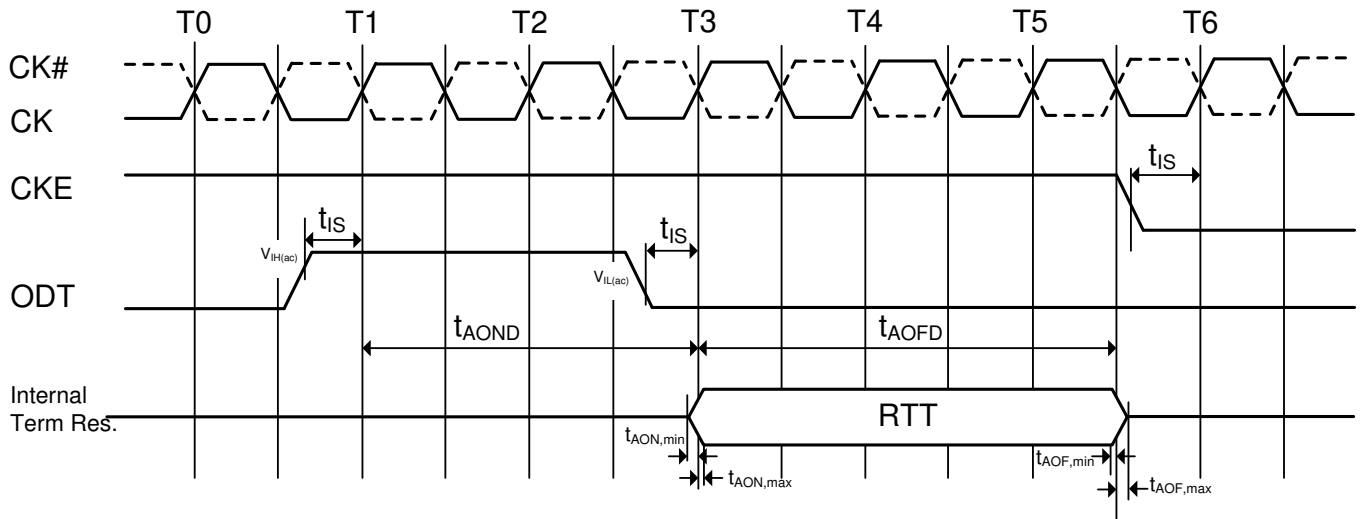 T0 T1 T2 T3 T4 T5 T6
CK#
CK
CKE
tIS
tIS
tIS
VIH(ac)
VIL(ac)
ODT
tAOND
tAOFD
Internal
Term Res.
RTT
tAON,min
tAOF,min
tAON,max
tAOF,max